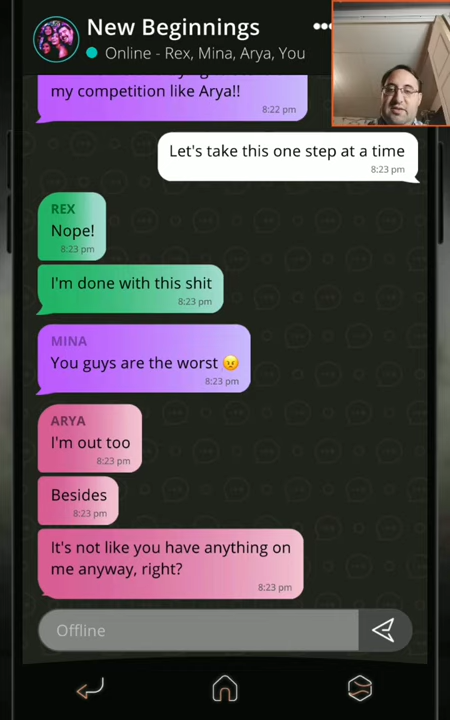 New Beginnings
Online - Rex, Mina, Arya, You
my competition like Arya!!
8:22 pm
Let's take this one step at a time
8:23 pm
REX
Nope!
8:23 pm
I'm done with this shit
8:23 pm
MINA
You guys are the worst 😠
8:23 pm
ARYA
I'm out too
8:23 pm
Besides
8:23 pm
It's not like you have anything on
me anyway, right?
8:23 pm
Offline